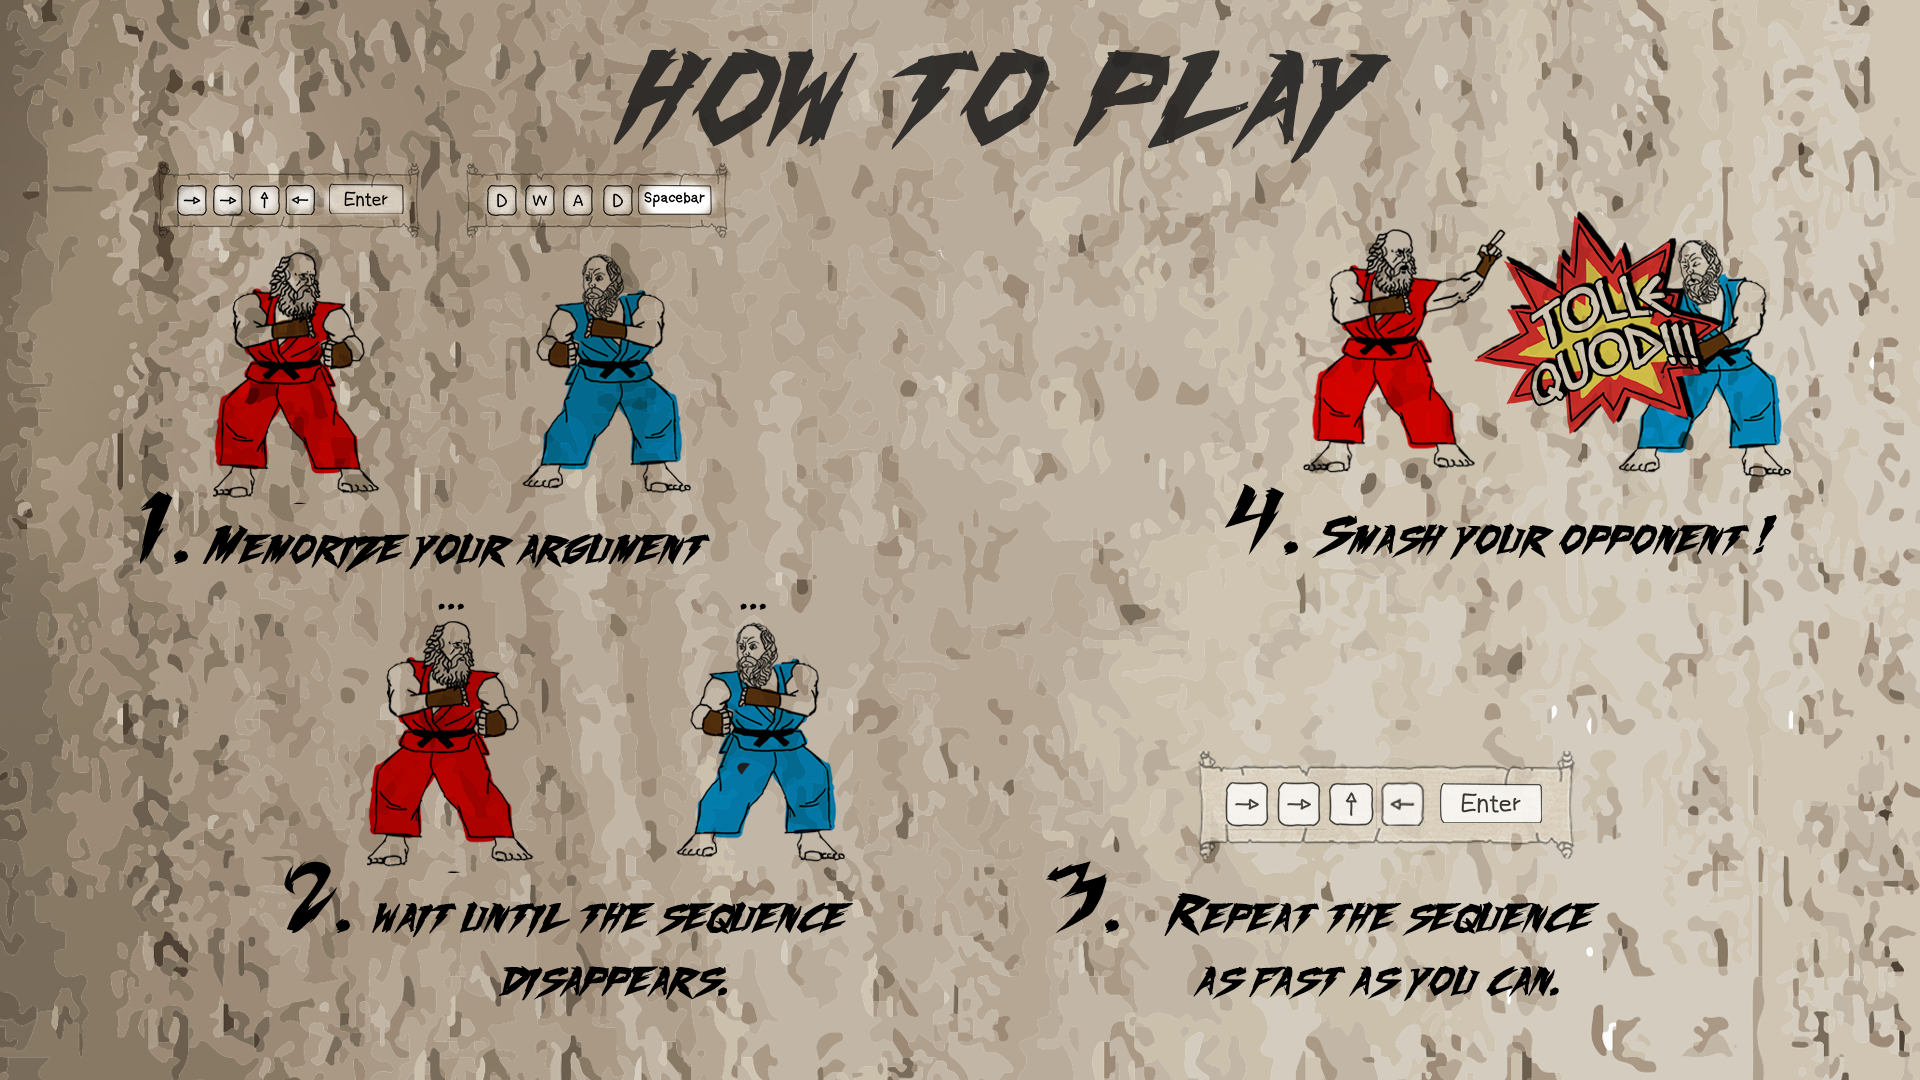 HOW TO PLAY
→ → ↑ ← Enter
D W A D Spacebar
1. MEMORIZE YOUR ARGUMENT
...
...
2. WAIT UNTIL THE SEQUENCE
DISAPPEARS.
→ → ↑ ← Enter
3. REPEAT THE SEQUENCE
AS FAST AS YOU CAN.
TOLLE
QUOD!!!
4. SMASH YOUR OPPONENT !